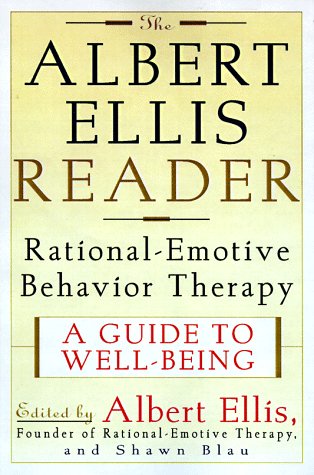 The
ALBERT
ELLIS
READER
Rational-Emotive
Behavior Therapy
A GUIDE TO
WELL-BEING
Edited by Albert Ellis,
Founder of Rational-Emotive Therapy,
and Shawn Blau